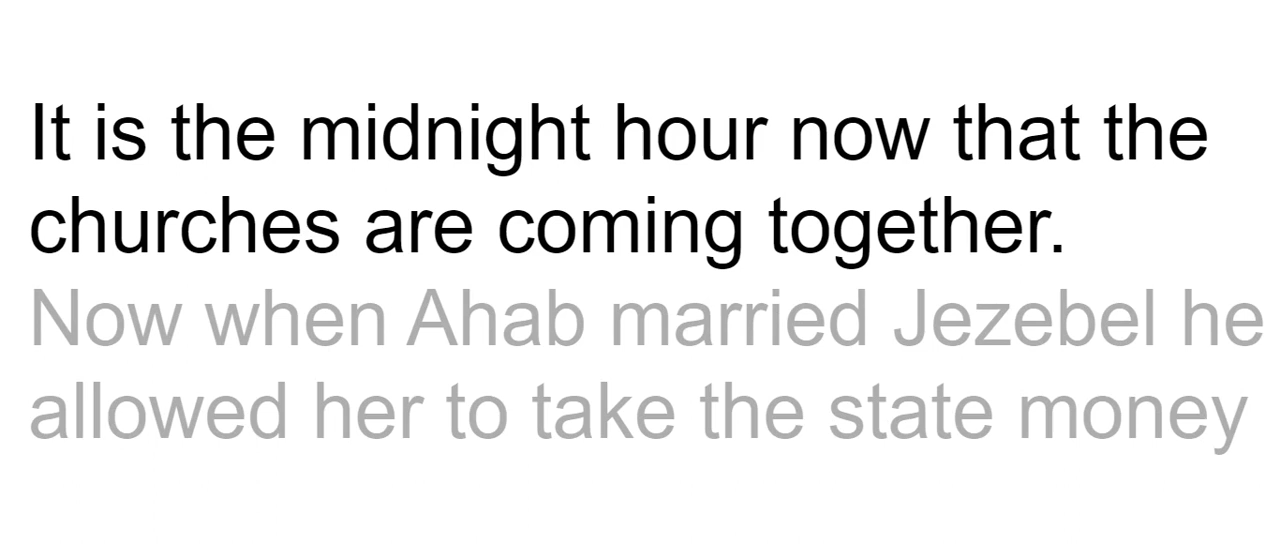 It is the midnight hour now that the
churches are coming together.
Now when Ahab married Jezebel he
allowed her to take the state money